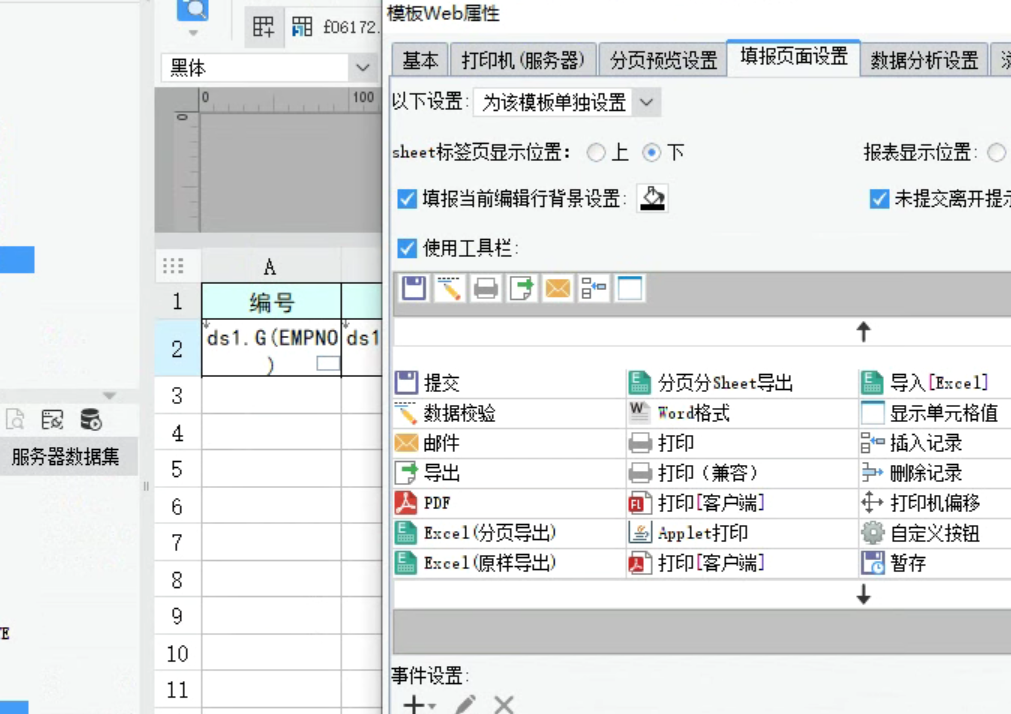 模板Web属性
£06172.
基本 打印机(服务器) 分页预览设置 填报页面设置 数据分析设置
黑体
以下设置: 为该模板单独设置
0 100
0
sheet标签页显示位置: 上 下 报表显示位置:
填报当前编辑行背景设置: 未提交离开提示
使用工具栏:
A
1 编号
2 ds1.G(EMPNO) ds1
3
4
5
6
7
8
9
10
11
提交 分页分Sheet导出 导入[Excel]
数据校验 Word格式 显示单元格值
邮件 打印 插入记录
导出 打印（兼容） 删除记录
PDF 打印[客户端] 打印机偏移
Excel(分页导出) Applet打印 自定义按钮
Excel(原样导出) 打印[客户端] 暂存
服务器数据集
事件设置: